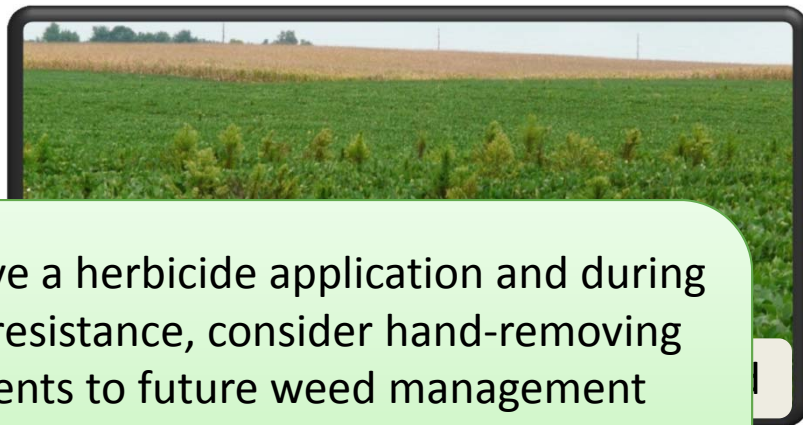 ve a herbicide application and during
resistance, consider hand-removing
ents to future weed management
d